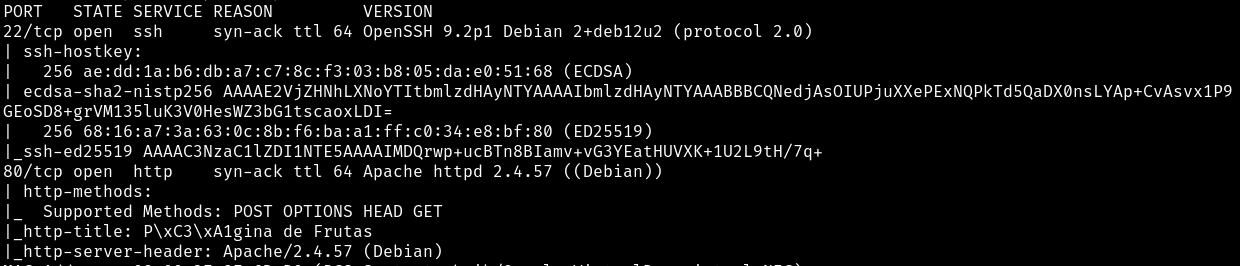 PORT   STATE SERVICE REASON         VERSION
22/tcp open  ssh     syn-ack ttl 64 OpenSSH 9.2p1 Debian 2+deb12u2 (protocol 2.0)
| ssh-hostkey:
|   256 ae:dd:1a:b6:db:a7:c7:8c:f3:03:b8:05:da:e0:51:68 (ECDSA)
| ecdsa-sha2-nistp256 AAAAE2VjZHNhLXNoYTItbmlzdHAyNTYAAAAIbmlzdHAyNTYAAABBBCQNedjAsOIUPjuXXePExNQPkTd5QaDX0nsLYAp+CvAsvx1P9
GEoSD8+grVM135luK3V0HesWZ3bG1tscaoxLDI=
|   256 68:16:a7:3a:63:0c:8b:f6:ba:a1:ff:c0:34:e8:bf:80 (ED25519)
|_ssh-ed25519 AAAAC3NzaC1lZDI1NTE5AAAAIMDQrwp+ucBTn8BIamv+vG3YEatHUVXK+1U2L9tH/7q+
80/tcp open  http    syn-ack ttl 64 Apache httpd 2.4.57 ((Debian))
| http-methods:
|_  Supported Methods: POST OPTIONS HEAD GET
|_http-title: P\xC3\xA1gina de Frutas
|_http-server-header: Apache/2.4.57 (Debian)